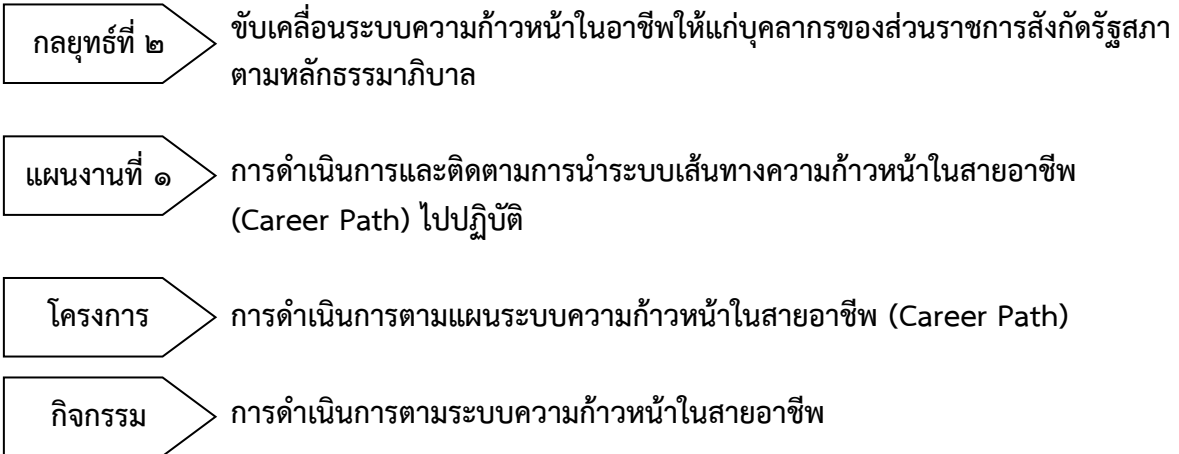 กลยุทธ์ที่ ๒ ขับเคลื่อนระบบความก้าวหน้าในอาชีพให้แก่บุคลากรของส่วนราชการสังกัดรัฐสภา
ตามหลักธรรมาภิบาล
แผนงานที่ ๑ การดำเนินการและติดตามการนำระบบเส้นทางความก้าวหน้าในสายอาชีพ
(Career Path) ไปปฏิบัติ
โครงการ การดำเนินการตามแผนระบบความก้าวหน้าในสายอาชีพ (Career Path)
กิจกรรม การดำเนินการตามระบบความก้าวหน้าในสายอาชีพ